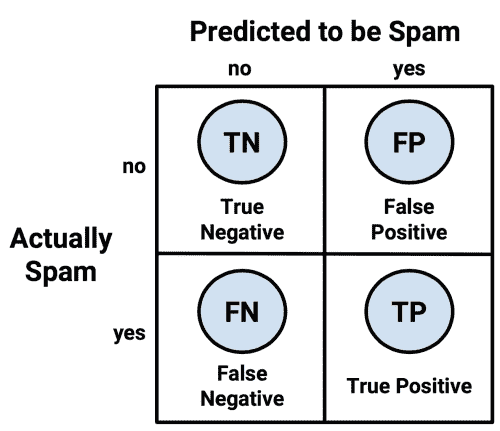 Predicted to be Spam
no yes
TN FP
no
True
Negative
False
Positive
Actually
Spam
FN TP
yes
False
Negative
True Positive